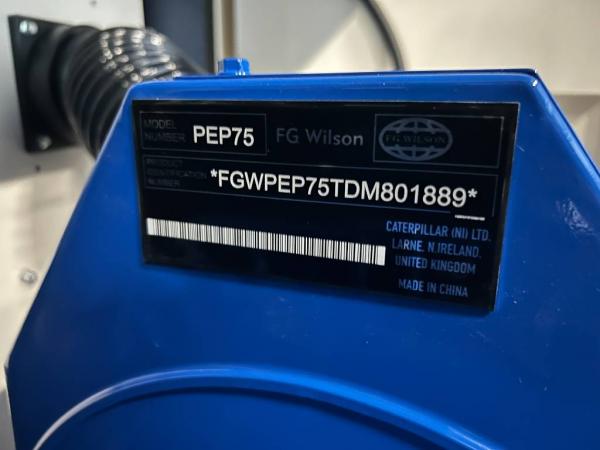 MODEL
NUMBER
PEP75
FG Wilson
FG WILSON
PRODUCT
IDENTIFICATION
NUMBER
*FGWPEP75TDM801889*
CATERPILLAR (NI) LTD.
LARNE, N.IRELAND,
UNITED KINGDOM
MADE IN CHINA